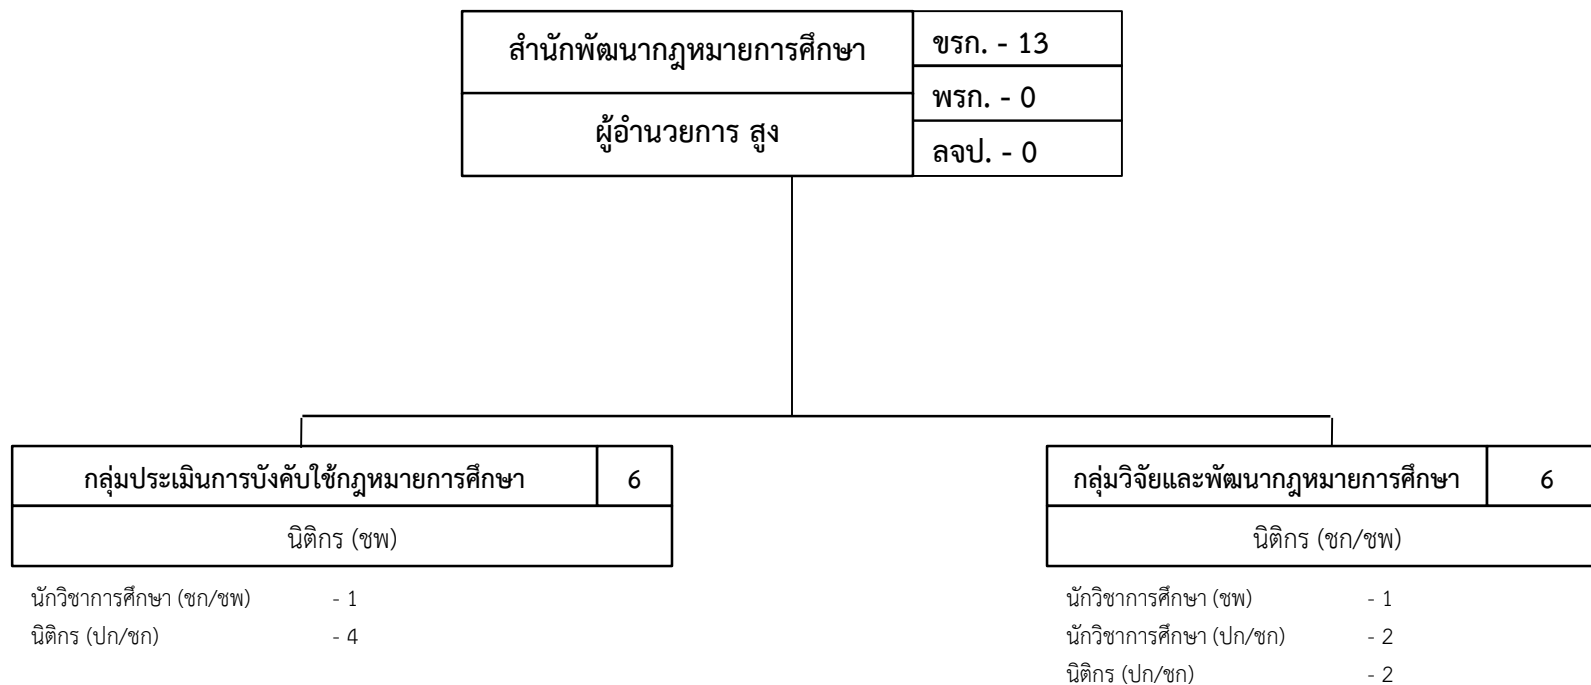 สำนักพัฒนากฎหมายการศึกษา
ผู้อำนวยการ สูง
ขรก. - 13
พรก. - 0
ลจป. - 0
กลุ่มประเมินการบังคับใช้กฎหมายการศึกษา 6
นิติกร (ชพ)
นักวิชาการศึกษา (ชก/ชพ) - 1
นิติกร (ปก/ชก) - 4
กลุ่มวิจัยและพัฒนากฎหมายการศึกษา 6
นิติกร (ชก/ชพ)
นักวิชาการศึกษา (ชพ) - 1
นักวิชาการศึกษา (ปก/ชก) - 2
นิติกร (ปก/ชก) - 2